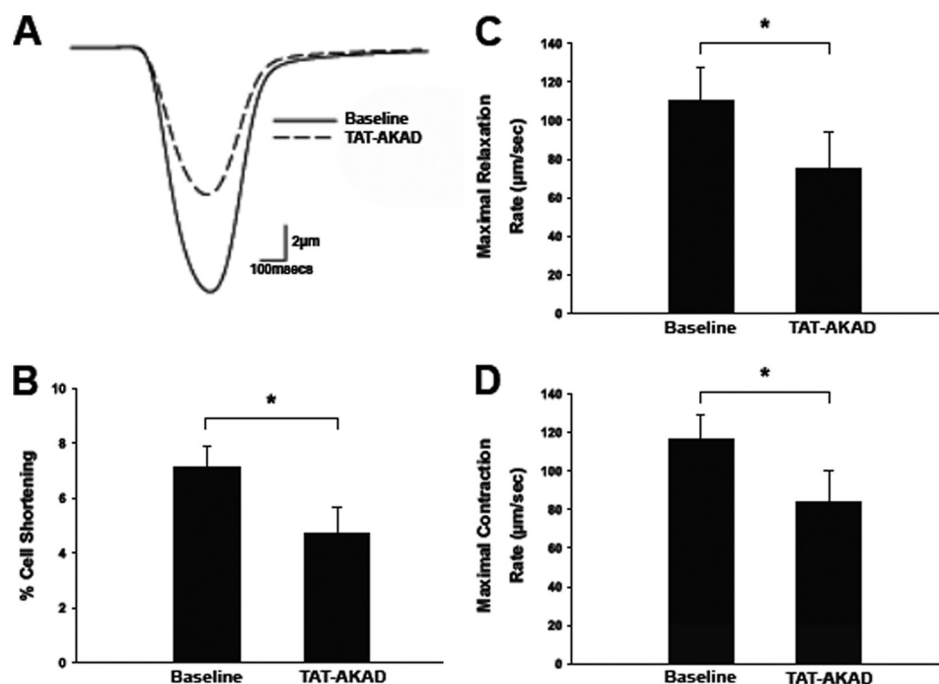 A
Baseline
TAT-AKAD
2µm
100msecs
B
% Cell Shortening
10
8
6
4
2
0
*
Baseline
TAT-AKAD
C
Maximal Relaxation
Rate (µm/sec)
140
120
100
80
60
40
20
0
*
Baseline
TAT-AKAD
D
Maximal Contraction
Rate (µm/sec)
140
120
100
80
60
40
20
0
*
Baseline
TAT-AKAD